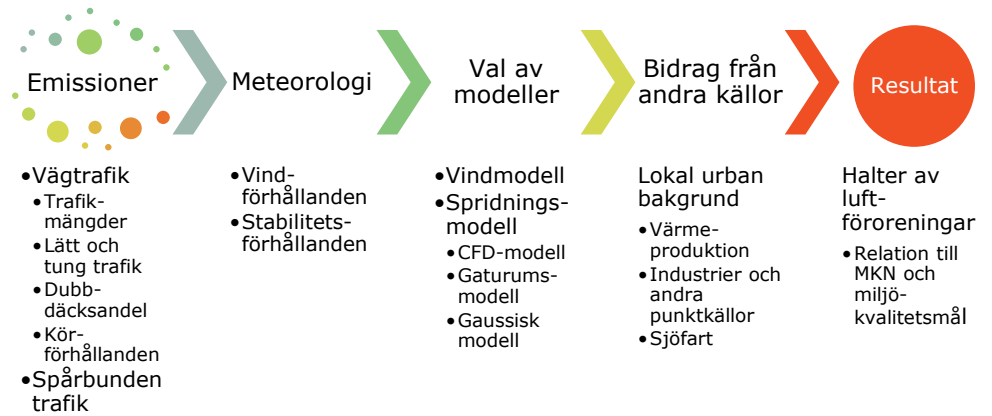 Emissioner
Meteorologi
Val av
modeller
Bidrag från
andra källor
Resultat
•Vägtrafik
•Trafik-
mängder
•Lätt och
tung trafik
•Dubb-
däcksandel
•Kör-
förhållanden
•Spårbunden
trafik
•Vind-
förhållanden
•Stabilitets-
förhållanden
•Vindmodell
•Spridnings-
modell
•CFD-modell
•Gaturums-
modell
•Gaussisk
modell
Lokal urban
bakgrund
•Värme-
produktion
•Industrier och
andra
punktkällor
•Sjöfart
Halter av
luft-
föroreningar
•Relation till
MKN och
miljö-
kvalitetsmål